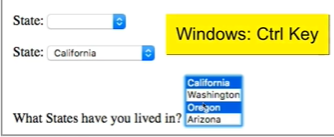 State:
Windows: Ctrl Key
State: California
California
Washington
Oregon
What States have you lived in? Arizona